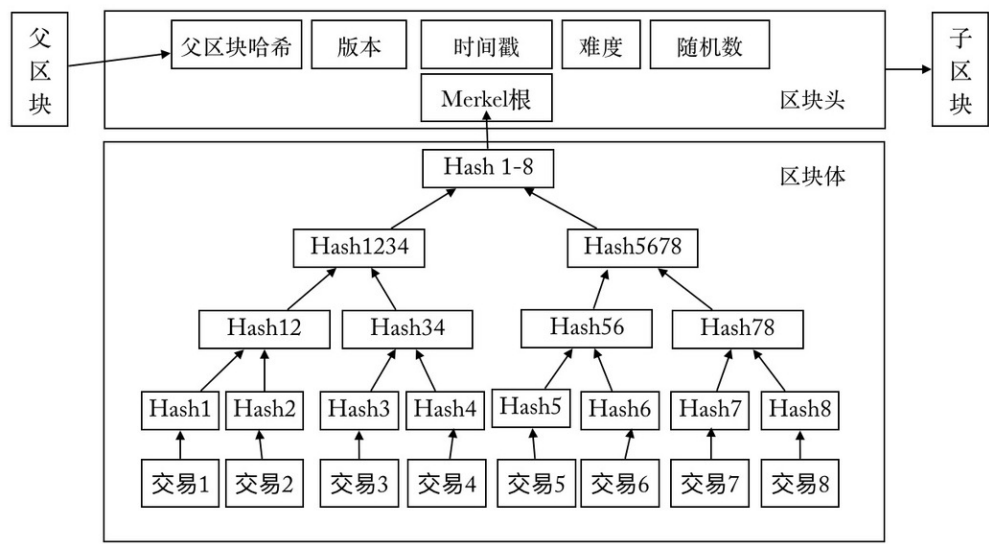 父区块
父区块哈希 版本 时间戳 难度 随机数
子区块
Merkel根
区块头
Hash 1-8
区块体
Hash1234 Hash5678
Hash12 Hash34 Hash56 Hash78
Hash1 Hash2 Hash3 Hash4 Hash5 Hash6 Hash7 Hash8
交易1 交易2 交易3 交易4 交易5 交易6 交易7 交易8